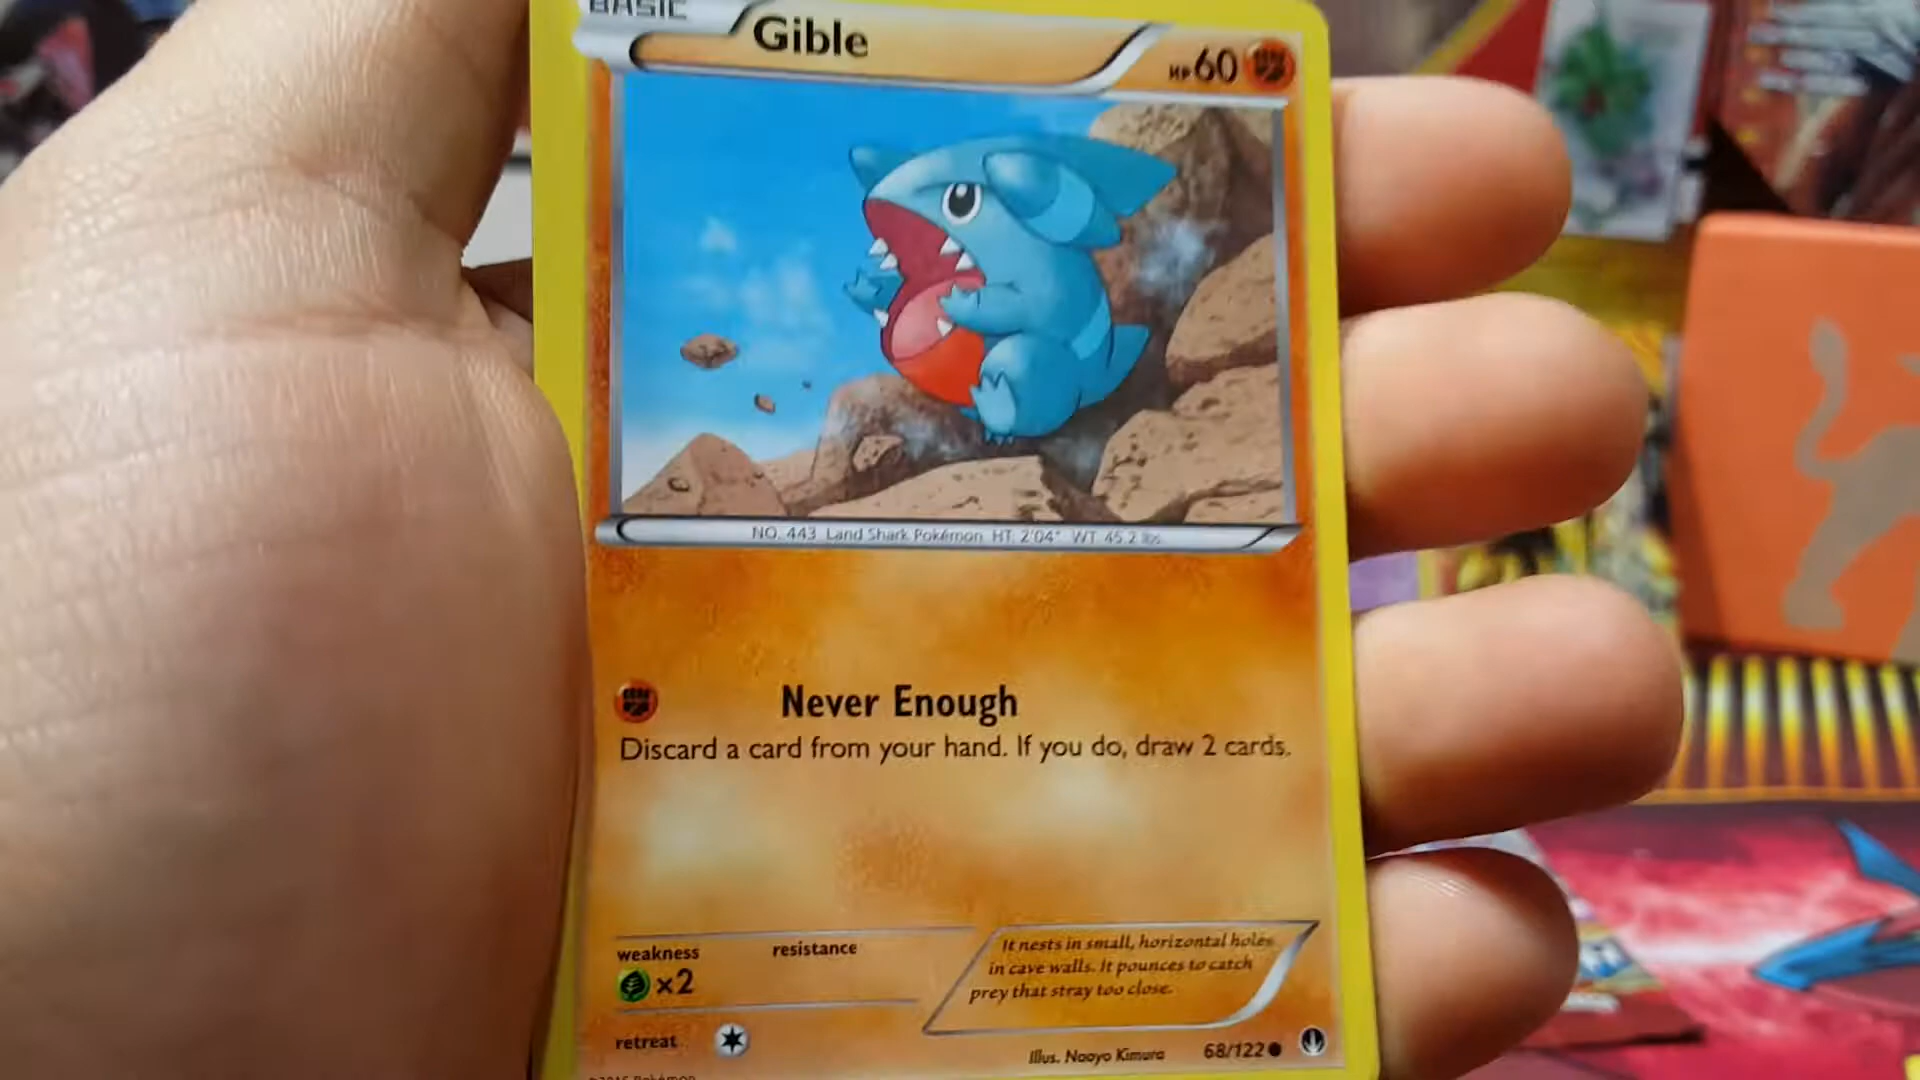 BASIC
Gible
HP60
NO. 443 Land Shark Pokémon HT. 2'04" WT. 45.2 lbs.
Never Enough
Discard a card from your hand. If you do, draw 2 cards.
weakness
resistance
×2
It nests in small, horizontal holes
in cave walls. It pounces to catch
prey that stray too close.
retreat
Illus. Naoyo Kimura
68/122